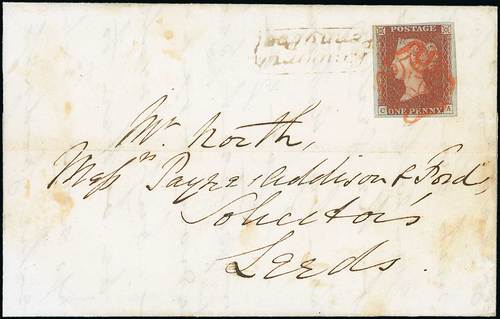 POSTAGE
C A
ONE PENNY
Mr. North,
Messrs Payne, Addison & Ford,
Solicitors
Leeds.